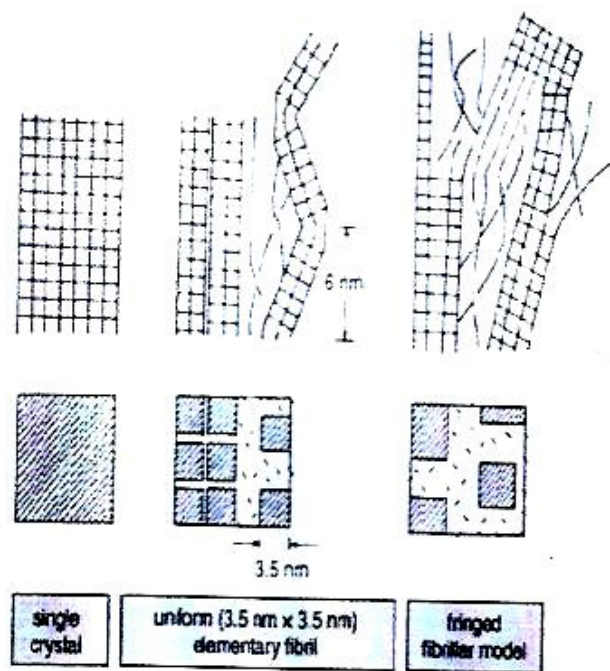 6 nm
3.5 nm
single
crystal
uniform (3.5 nm x 3.5 nm)
elementary fibril
fringed
fibrillar model